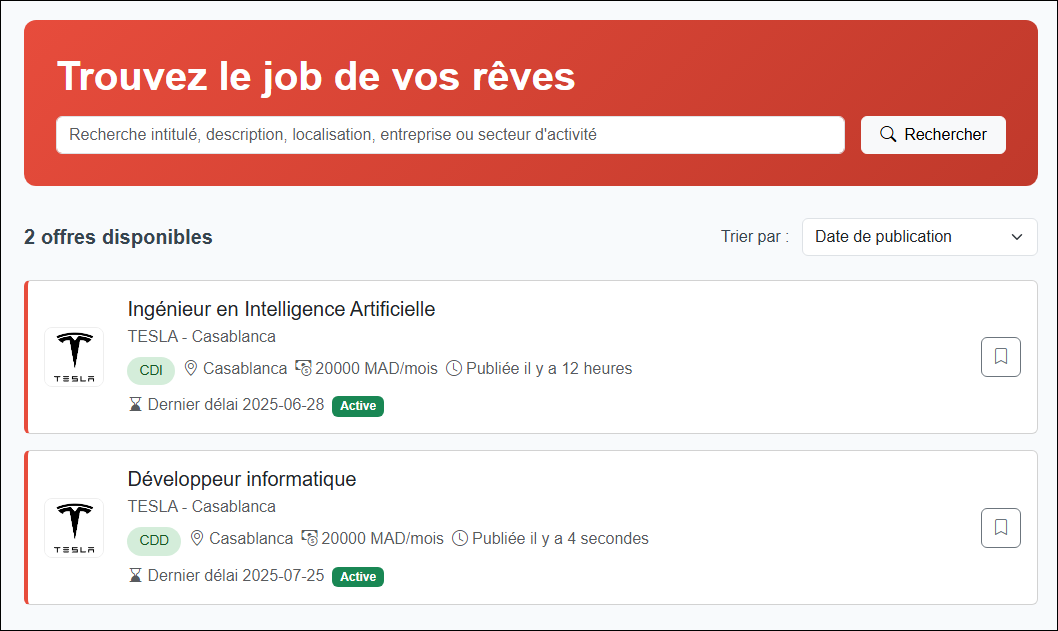 Trouvez le job de vos rêves
Recherche intitulé, description, localisation, entreprise ou secteur d'activité
Rechercher
2 offres disponibles
Trier par :
Date de publication
Ingénieur en Intelligence Artificielle
TESLA - Casablanca
TESLA
CDI Casablanca 20000 MAD/mois Publiée il y a 12 heures
Dernier délai 2025-06-28 Active
Développeur informatique
TESLA - Casablanca
TESLA
CDD Casablanca 20000 MAD/mois Publiée il y a 4 secondes
Dernier délai 2025-07-25 Active